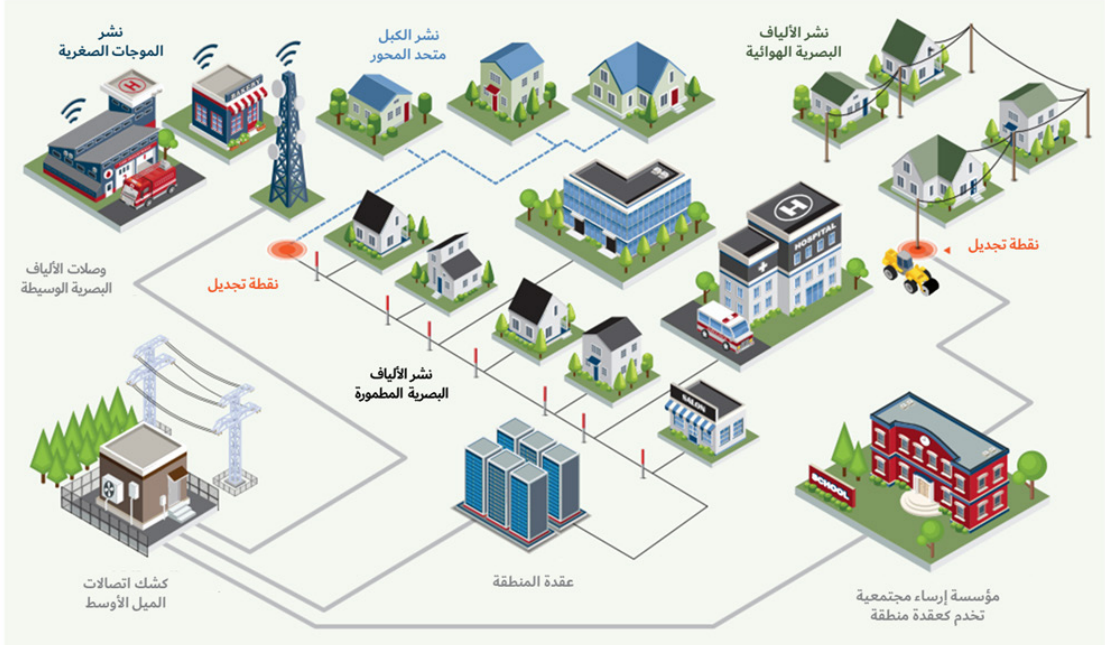 نشر
الموجات الصغرية
نشر الكبل
متحد المحور
نشر الألياف
البصرية الهوائية
H
H
HOSPITAL
نقطة تجديل
وصلات الألياف
البصرية الوسيطة
نقطة تجديل
نشر الألياف
البصرية المطمورة
SALON
SCHOOL
كشك اتصالات
الميل الأوسط
عقدة المنطقة
مؤسسة إرساء مجتمعية
تخدم كعقدة منطقة